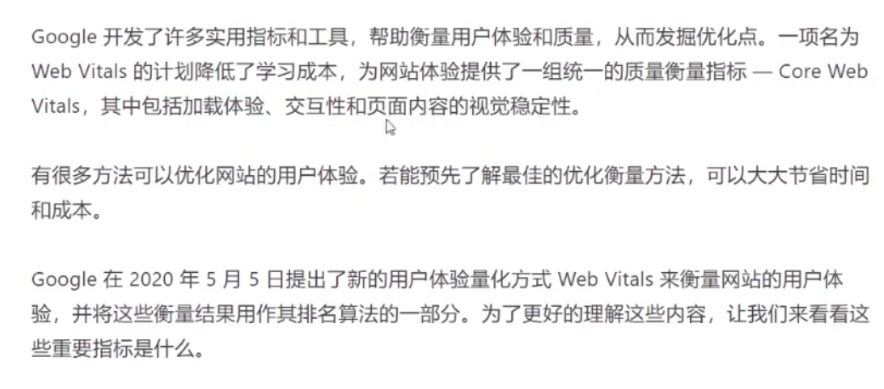 Google 开发了许多实用指标和工具，帮助衡量用户体验和质量，从而发掘优化点。一项名为
Web Vitals 的计划降低了学习成本，为网站体验提供了一组统一的质量衡量指标 — Core Web
Vitals，其中包括加载体验、交互性和页面内容的视觉稳定性。
有很多方法可以优化网站的用户体验。若能预先了解最佳的优化衡量方法，可以大大节省时间
和成本。
Google 在 2020 年 5 月 5 日提出了新的用户体验量化方式 Web Vitals 来衡量网站的用户体
验，并将这些衡量结果用作其排名算法的一部分。为了更好的理解这些内容，让我们来看看这
些重要指标是什么。